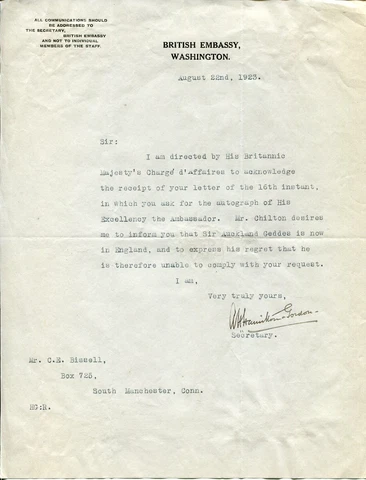 ALL COMMUNICATIONS SHOULD
BE ADDRESSED TO
THE SECRETARY,
BRITISH EMBASSY
AND NOT TO INDIVIDUAL
MEMBERS OF THE STAFF.
BRITISH EMBASSY,
WASHINGTON.
August 22nd, 1923.
Sir:
I am directed by His Britannic
Majesty's Chargé d'affaires to acknowledge
the receipt of your letter of the 16th instant,
in which you ask for the autograph of His
Excellency the Ambassador. Mr. Chilton desires
me to inform you that Sir Auckland Geddes is now
in England, and to express his regret that he
is therefore unable to comply with your request.
I am,
Very truly yours,
Hamilton-Gordon
Secretary.
Mr. C.E. Bissell,
Box 725,
South Manchester, Conn.
HG:R.